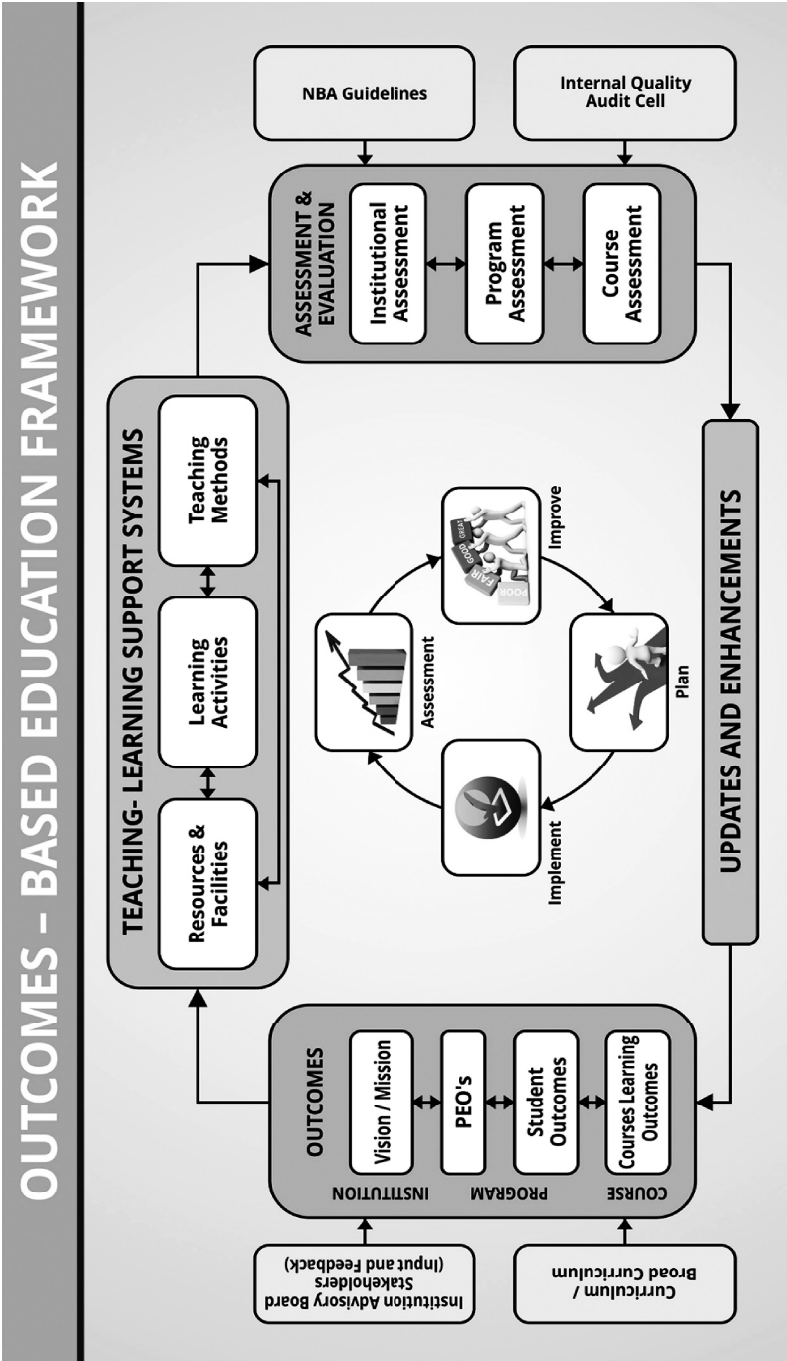 OUTCOMES – BASED EDUCATION FRAMEWORK
Institution Advisory Board
Stakeholders
(Input and Feedback)
Curriculum /
Broad Curriculum
OUTCOMES
INSTITUTION
Vision / Mission
PROGRAM
PEO's
Student
Outcomes
COURSE
Courses Learning
Outcomes
TEACHING- LEARNING SUPPORT SYSTEMS
Resources &
Facilities
Learning
Activities
Teaching
Methods
Assessment
Implement
Improve
POOR
FAIR
GOOD
GREAT
Plan
ASSESSMENT &
EVALUATION
Institutional
Assessment
Program
Assessment
Course
Assessment
NBA Guidelines
Internal Quality
Audit Cell
UPDATES AND ENHANCEMENTS